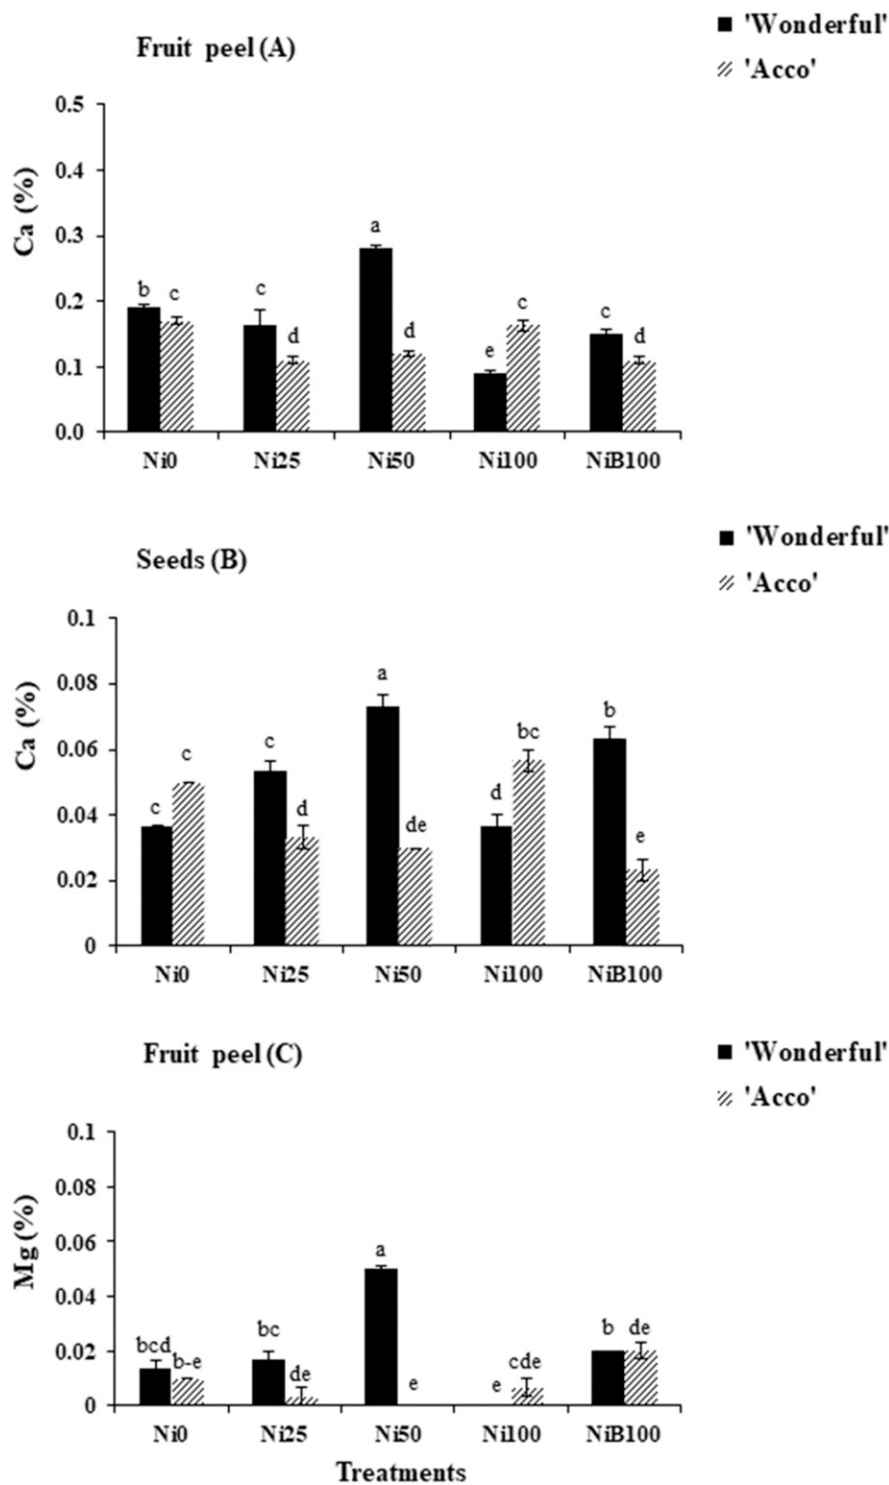 Fruit peel (A)
'Wonderful'
'Acco'
Ca (%)
0.5
0.4
0.3
0.2
0.1
0.0
b c c d a d e c c d
Ni0 Ni25 Ni50 Ni100 NiB100
Seeds (B)
'Wonderful'
'Acco'
Ca (%)
0.1
0.08
0.06
0.04
0.02
0
c c c d a de d bc b e
Ni0 Ni25 Ni50 Ni100 NiB100
Fruit peel (C)
'Wonderful'
'Acco'
Mg (%)
0.1
0.08
0.06
0.04
0.02
0
bcd b-e bc de a e e cde b de
Ni0 Ni25 Ni50 Ni100 NiB100
Treatments